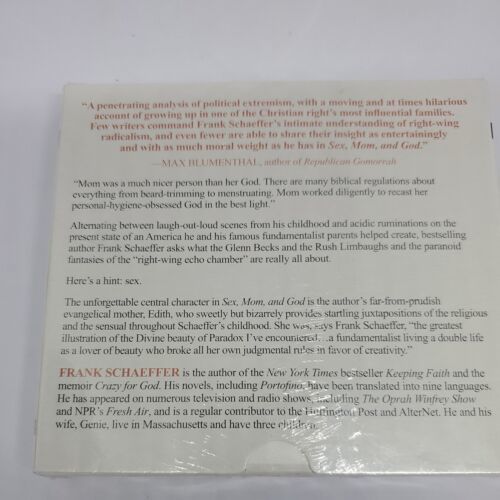 “A penetrating analysis of political extremism, with a moving and at times hilarious
account of growing up in one of the Christian right’s most influential families.
Few writers command Frank Schaeffer’s intimate understanding of right-wing
radicalism, and even fewer are able to share their insight as entertainingly
and with as much moral weight as he has in Sex, Mom, and God.”
—MAX BLUMENTHAL, author of Republican Gomorrah
“Mom was a much nicer person than her God. There are many biblical regulations about
everything from beard-trimming to menstruating. Mom worked diligently to recast her
personal-hygiene-obsessed God in the best light.”
Alternating between laugh-out-loud scenes from his childhood and acidic ruminations on the
present state of an America he and his famous fundamentalist parents helped create, bestselling
author Frank Schaeffer asks what the Glenn Becks and the Rush Limbaughs and the paranoid
fantasies of the “right-wing echo chamber” are really all about.
Here’s a hint: sex.
The unforgettable central character in Sex, Mom, and God is the author’s far-from-prudish
evangelical mother, Edith, who sweetly but bizarrely provides startling juxtapositions of the religious
and the sensual throughout Schaeffer’s childhood. She was, says Frank Schaeffer, “the greatest
illustration of the Divine beauty of Paradox I’ve encountered…a fundamentalist living a double life
as a lover of beauty who broke all her own judgmental rules in favor of creativity.”
FRANK SCHAEFFER is the author of the New York Times bestseller Keeping Faith and the
memoir Crazy for God. His novels, including Portofino, have been translated into nine languages.
He has appeared on numerous television and radio shows, including The Oprah Winfrey Show
and NPR’s Fresh Air, and is a regular contributor to the Huffington Post and AlterNet. He and his
wife, Genie, live in Massachusetts and have three children.